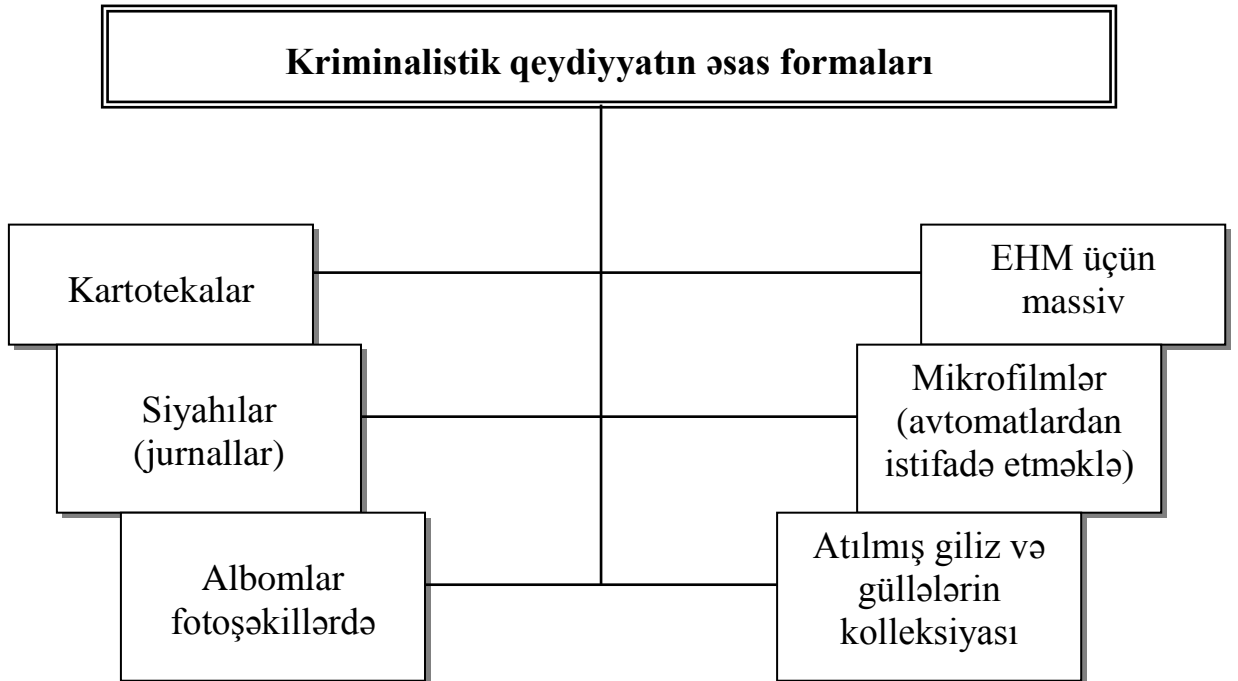 Kriminalistik qeydiyyatın əsas formaları
Kartotekalar
Siyahılar
(jurnallar)
Albomlar
fotoşəkillərdə
EHM üçün
massiv
Mikrofilmlər
(avtomatlardan
istifadə etməklə)
Atılmış giliz və
güllələrin
kolleksiyası